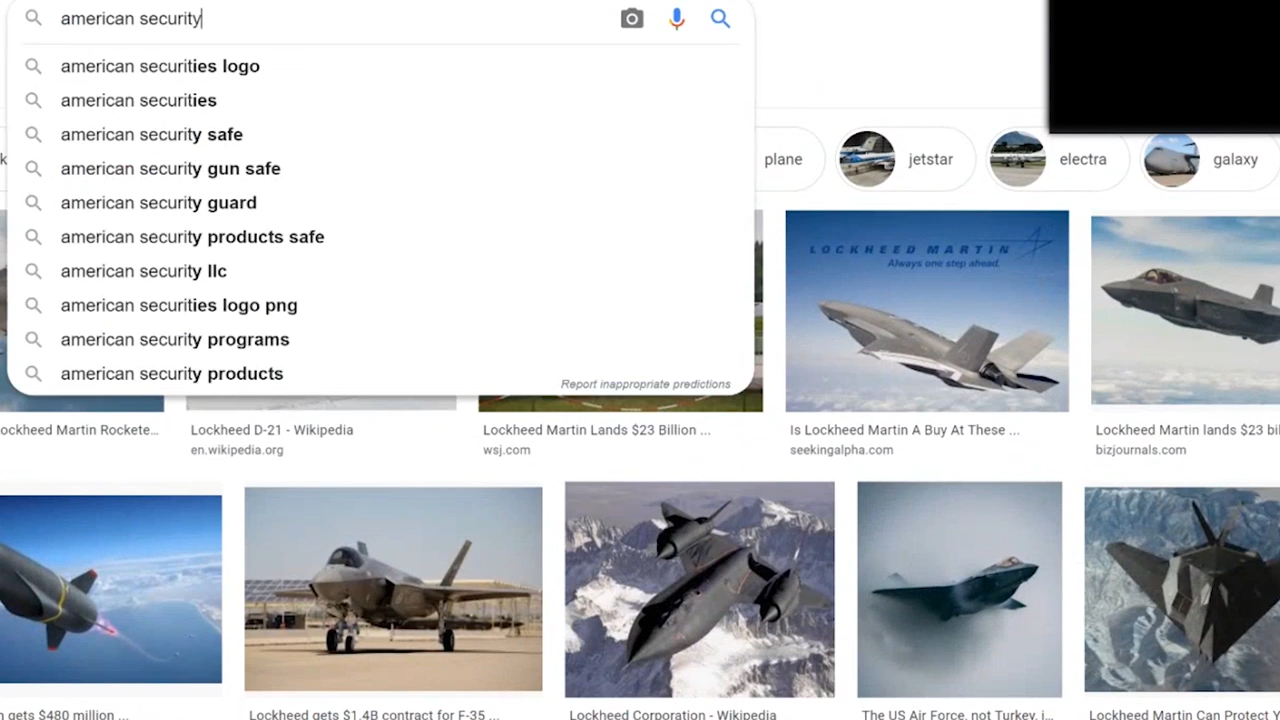 american security
american securities logo
american securities
american security safe
american security gun safe
american security guard
american security products safe
american security llc
american securities logo png
american security programs
american security products
Report inappropriate predictions
plane
jetstar
electra
galaxy
LOCKHEED MARTIN
Always one step ahead.
ockheed Martin Rockete...
Lockheed D-21 - Wikipedia
en.wikipedia.org
Lockheed Martin Lands $23 Billion ...
wsj.com
Is Lockheed Martin A Buy At These ...
seekingalpha.com
Lockheed Martin lands $23 bil
bizjournals.com
n gets $480 million ...
Lockheed gets $1.4B contract for F-35 ...
Lockheed Corporation - Wikipedia
The US Air Force, not Turkey, i...
Lockheed Martin Can Protect Y